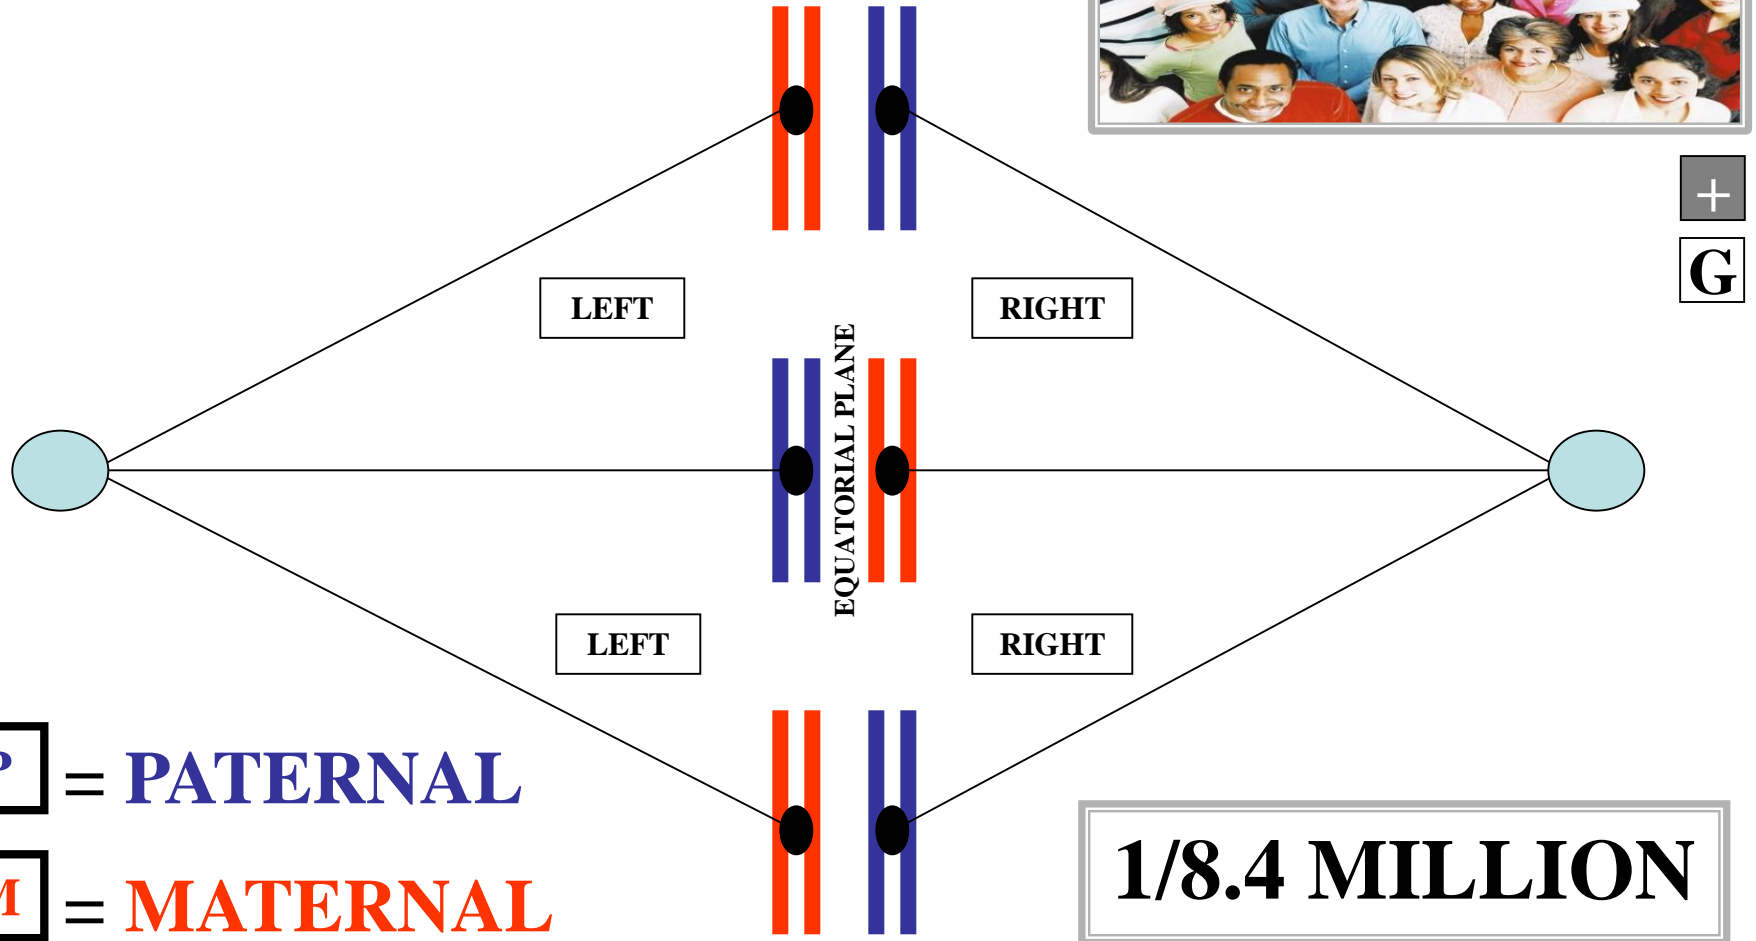 +
G
LEFT
RIGHT
EQUATORIAL PLANE
LEFT
RIGHT
P = PATERNAL
M = MATERNAL
1/8.4 MILLION